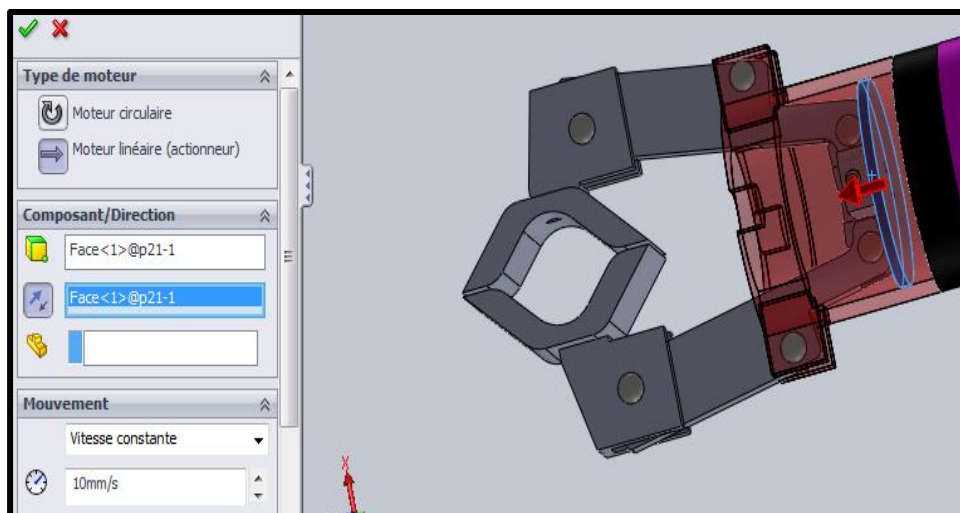 Type de moteur
Moteur circulaire
Moteur linéaire (actionneur)
Composant/Direction
Face<1>@p21-1
Face<1>@p21-1
Mouvement
Vitesse constante
10mm/s
X